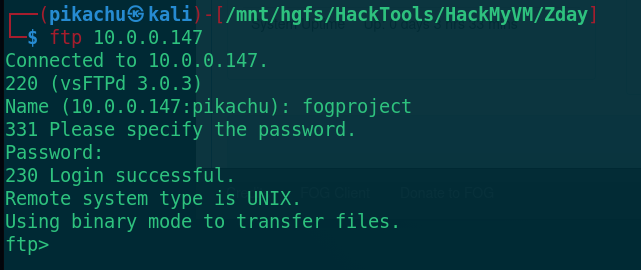 ┌──(pikachu㉿kali)-[/mnt/hgfs/HackTools/HackMyVM/Zday]
└─$ ftp 10.0.0.147
Connected to 10.0.0.147.
220 (vsFTPd 3.0.3)
Name (10.0.0.147:pikachu): fogproject
331 Please specify the password.
Password:
230 Login successful.
Remote system type is UNIX.
Using binary mode to transfer files.
ftp>